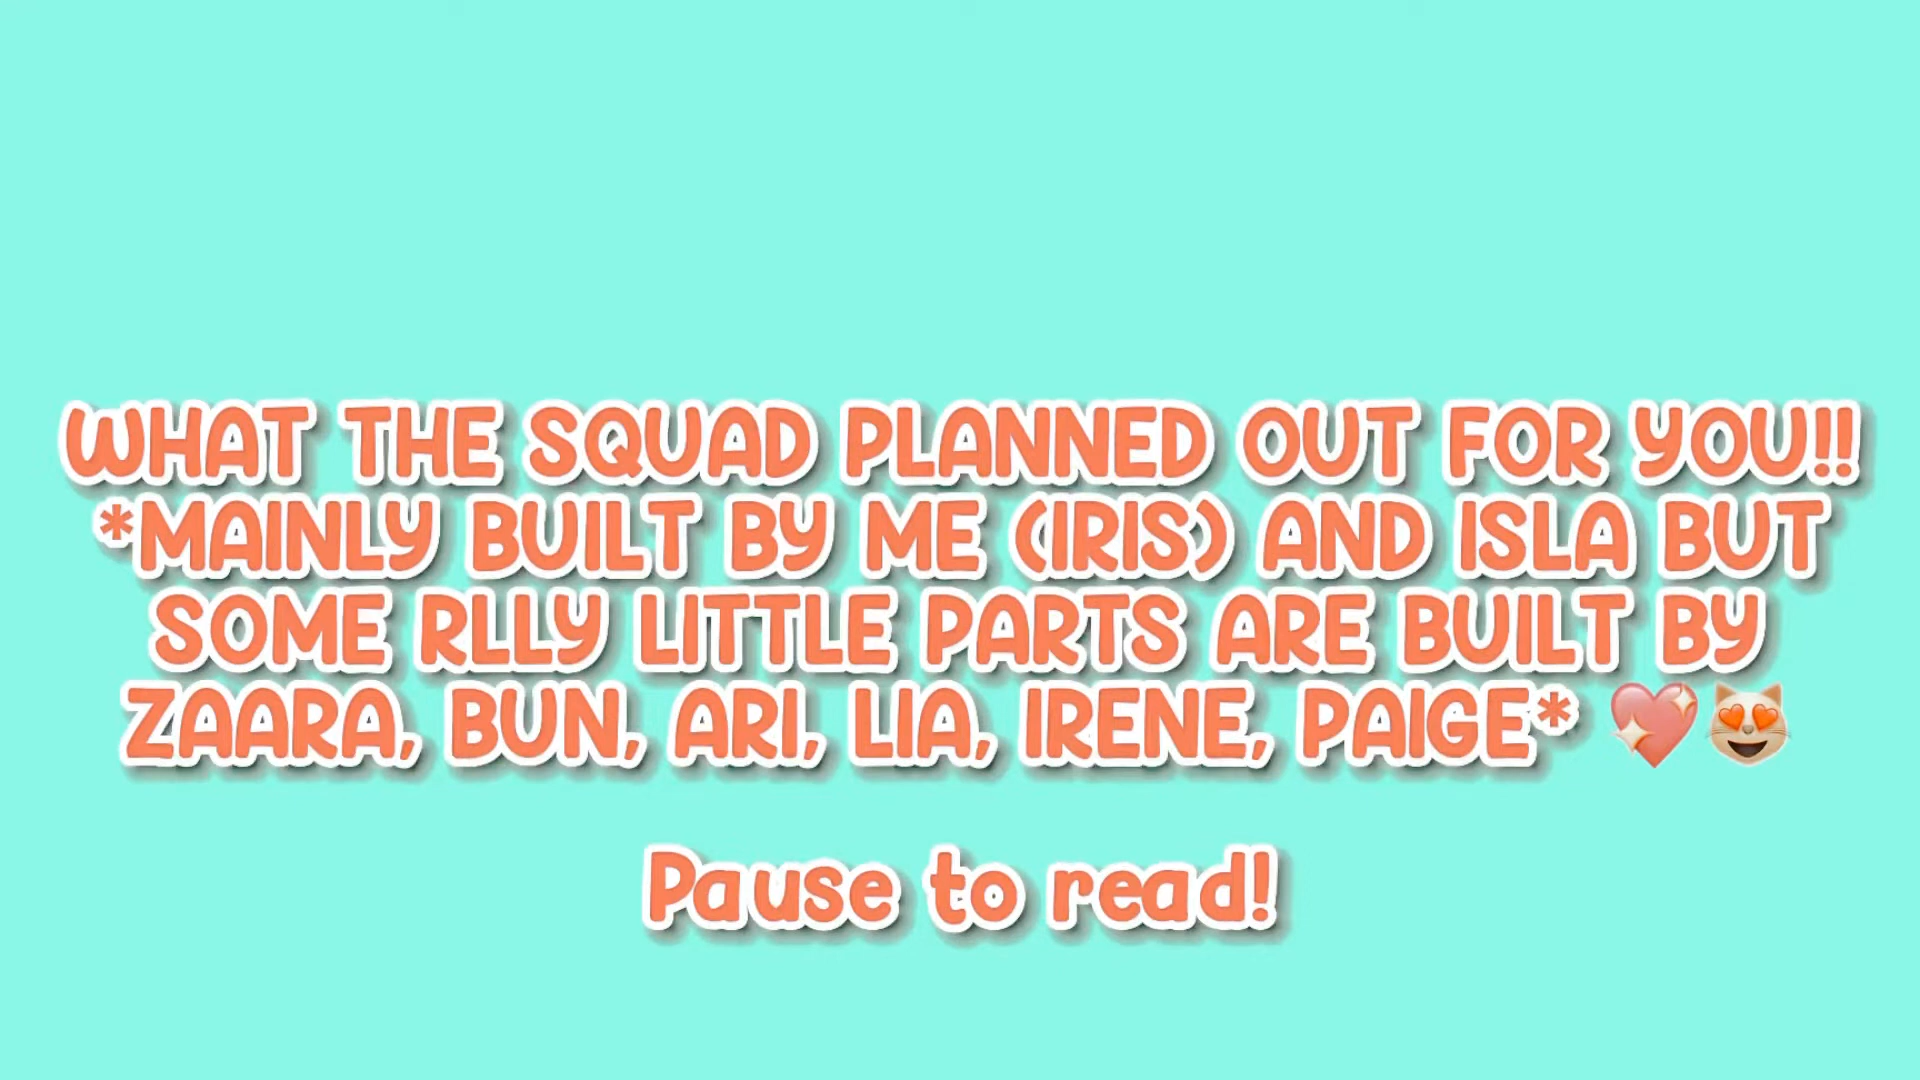 WHAT THE SQUAD PLANNED OUT FOR YOU!!
*MAINLY BUILT BY ME (IRIS) AND ISLA BUT
SOME RLLY LITTLE PARTS ARE BUILT BY
ZAARA, BUN, ARI, LIA, IRENE, PAIGE* 💖😻
Pause to read!